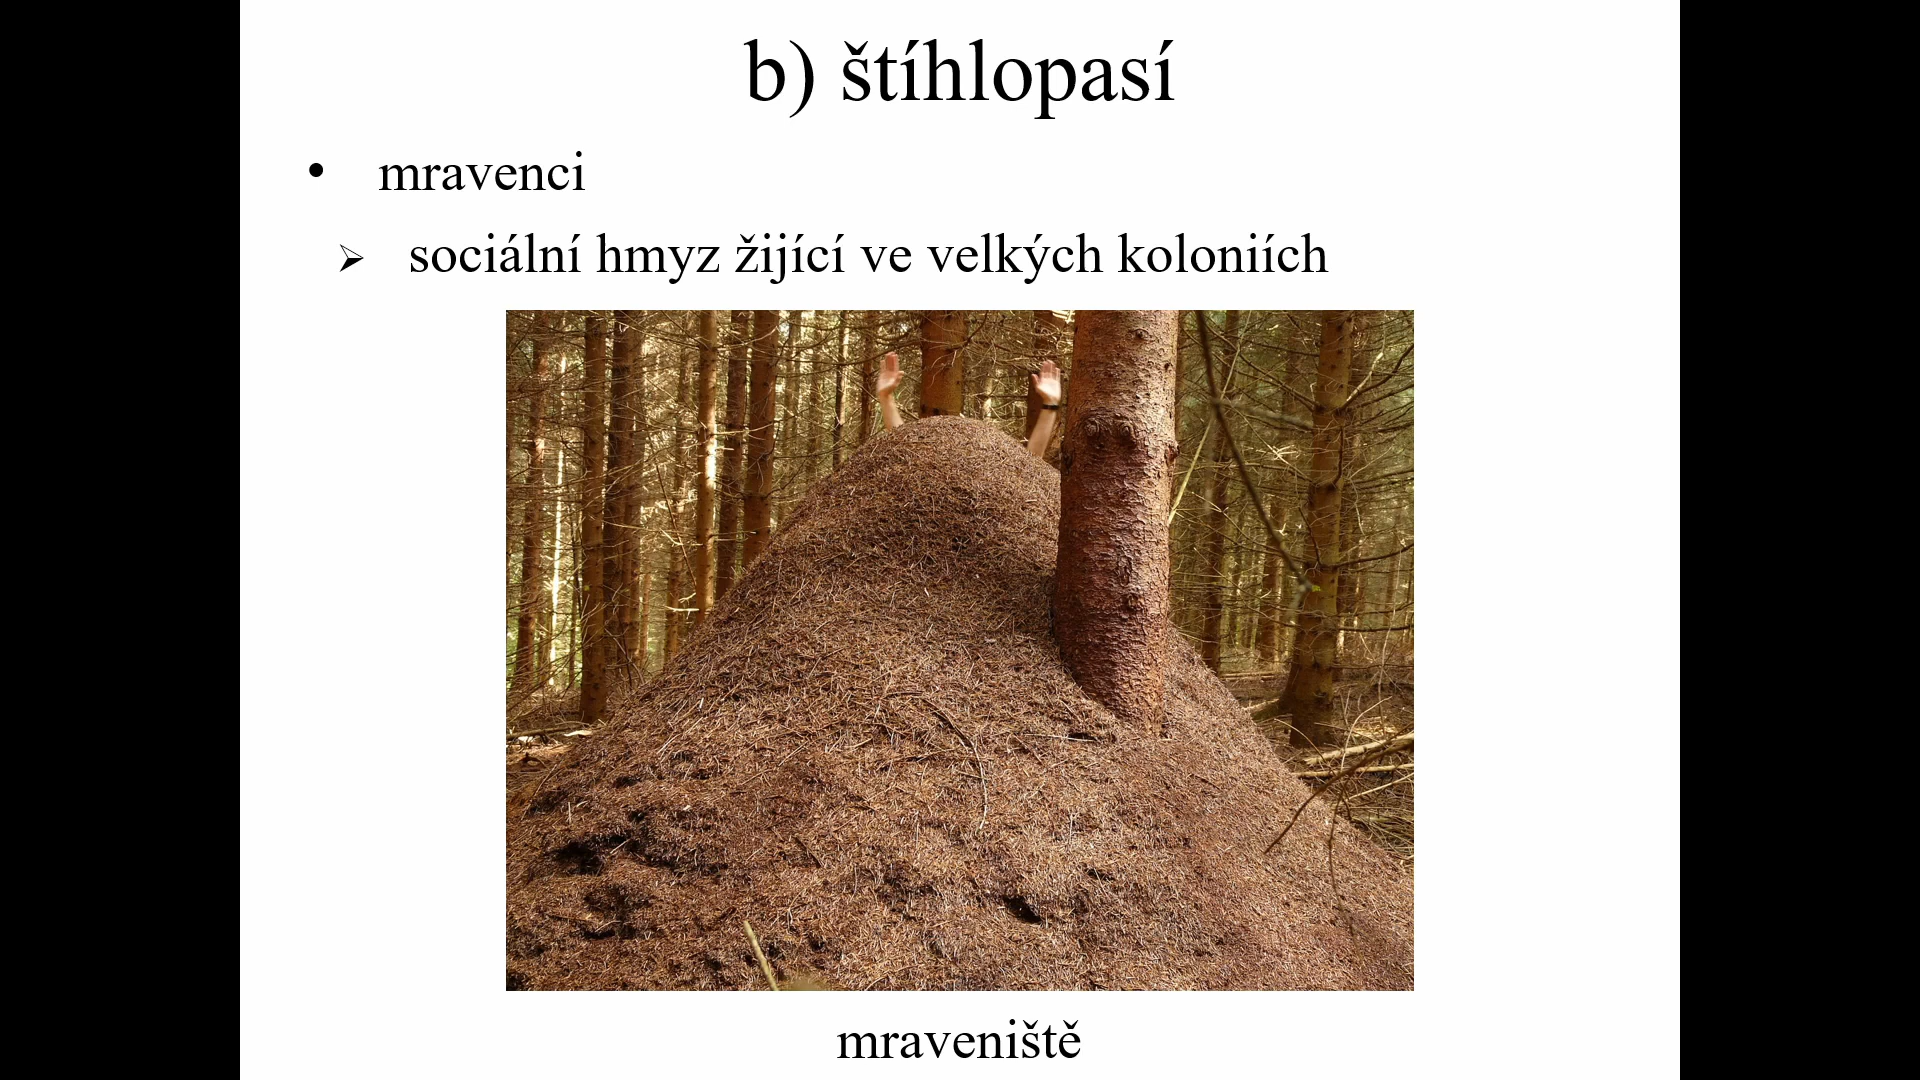 b) štíhlopasí
• mravenci
➢ sociální hmyz žijící ve velkých koloniích
mraveniště